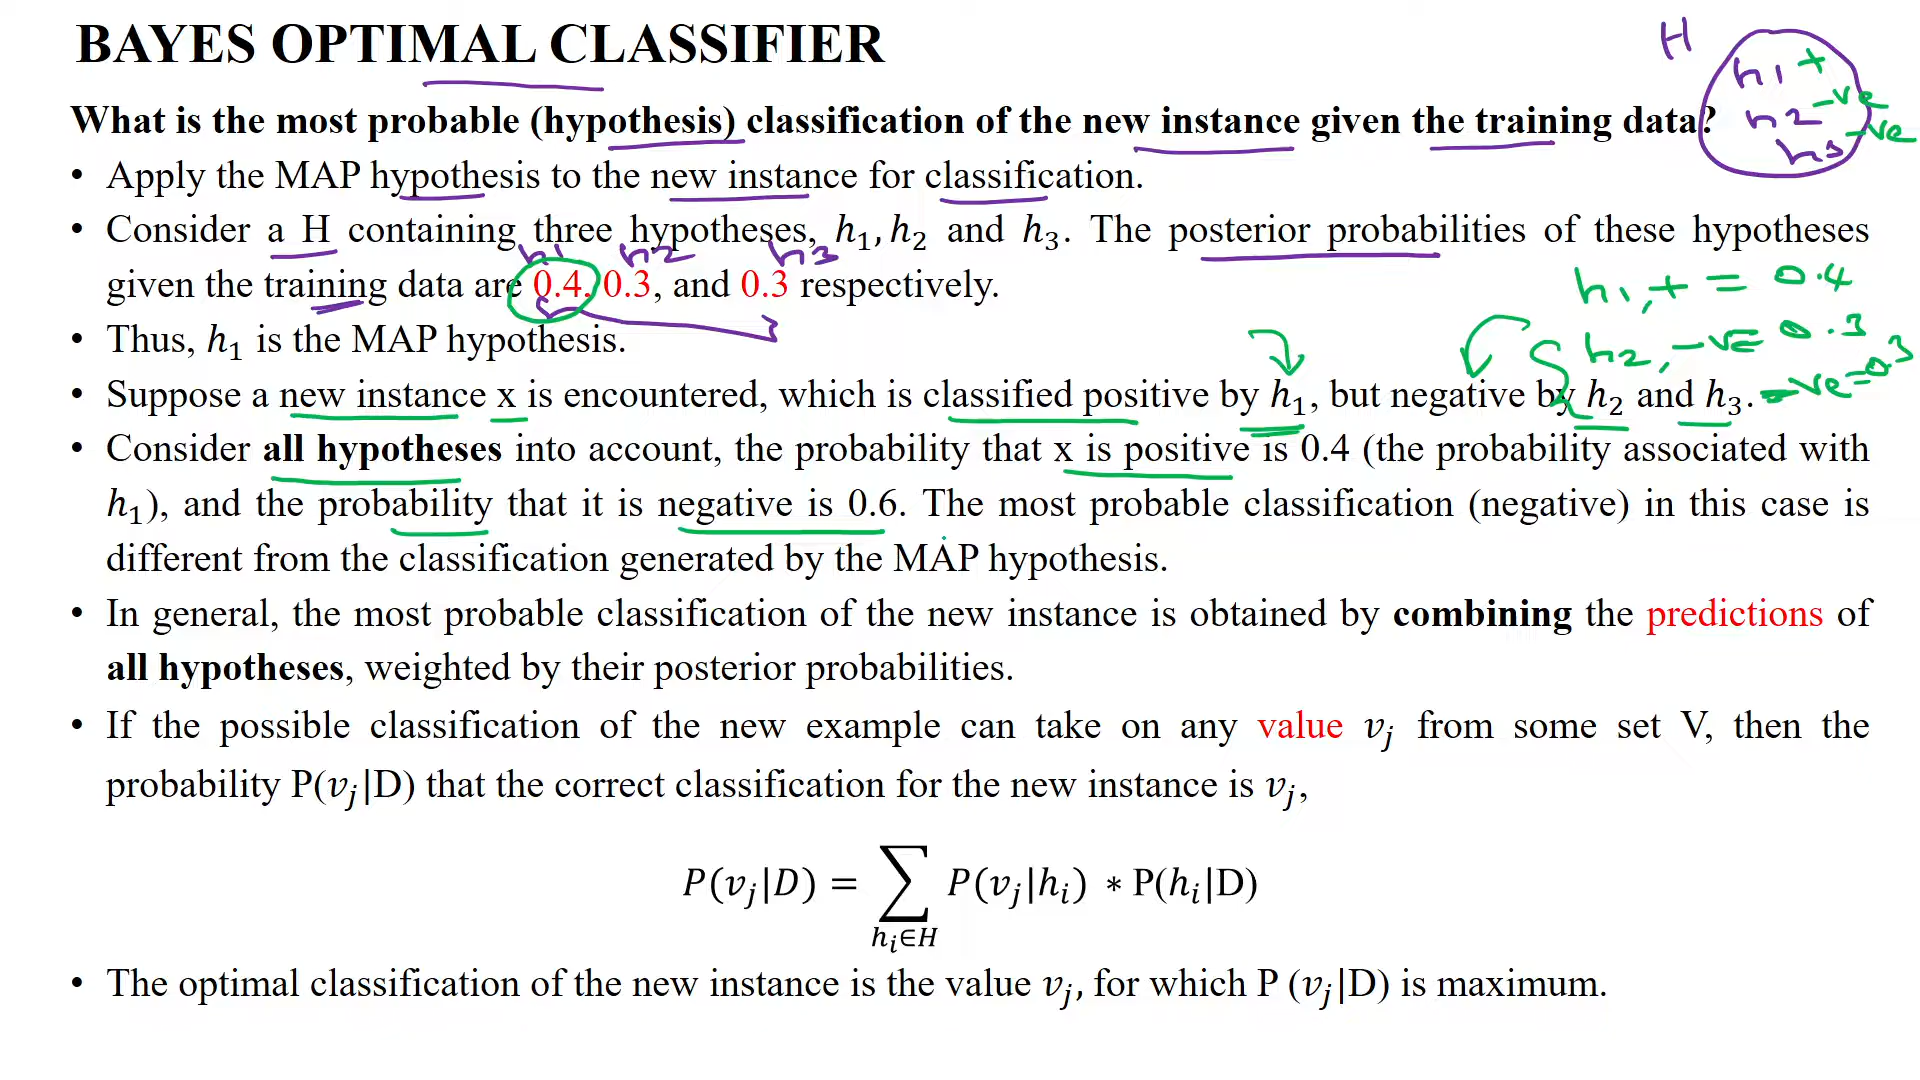 BAYES OPTIMAL CLASSIFIER
H
h1 +
h2 -ve
h3 -ve
What is the most probable (hypothesis) classification of the new instance given the training data?
• Apply the MAP hypothesis to the new instance for classification.
• Consider a H containing three hypotheses, h₁, h₂ and h₃. The posterior probabilities of these hypotheses
h1 h2 h3
given the training data are 0.4, 0.3, and 0.3 respectively.
h1, + = 0.4
• Thus, h₁ is the MAP hypothesis.
h2, -ve = 0.3
• Suppose a new instance x is encountered, which is classified positive by h₁, but negative by h₂ and h₃.
-ve = 0.3
• Consider all hypotheses into account, the probability that x is positive is 0.4 (the probability associated with
h₁), and the probability that it is negative is 0.6. The most probable classification (negative) in this case is
different from the classification generated by the MAP hypothesis.
• In general, the most probable classification of the new instance is obtained by combining the predictions of
all hypotheses, weighted by their posterior probabilities.
• If the possible classification of the new example can take on any value vⱼ from some set V, then the
probability P(vⱼ|D) that the correct classification for the new instance is vⱼ,
P(vⱼ|D) = ∑ P(vⱼ|hᵢ) * P(hᵢ|D)
hᵢ∈H
• The optimal classification of the new instance is the value vⱼ, for which P (vⱼ|D) is maximum.